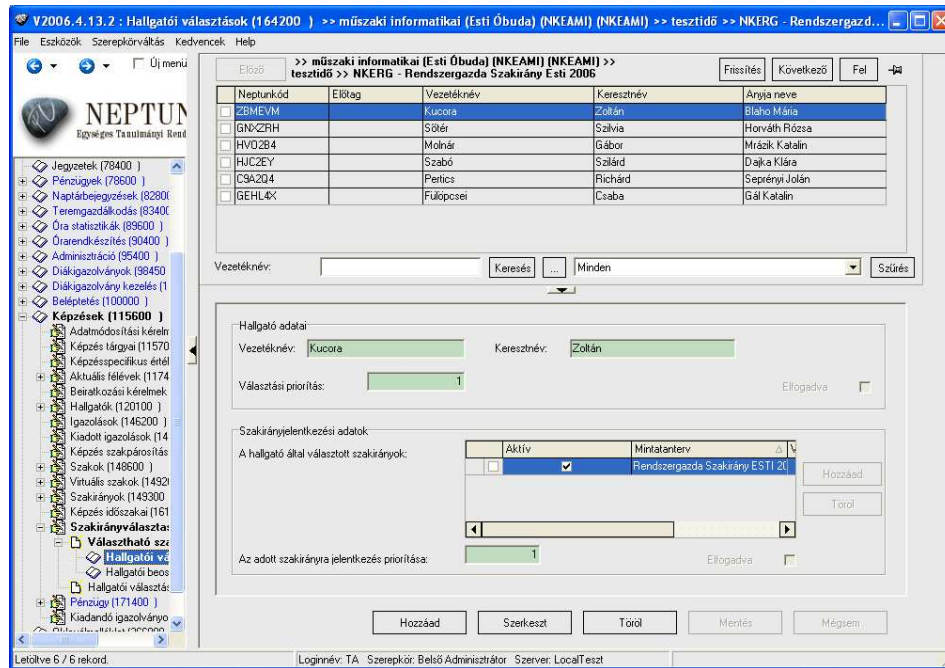 V2006.4.13.2 : Hallgatói választások (164200 ) >> műszaki informatikai (Esti Óbuda) (NKEAMI) (NKEAMI) >> tesztidő >> NKERG - Rendszergazd...
File Eszközök Szerepkörváltás Kedvencek Help
Új menü
NEPTUN
Egységes Tanulmányi Rend
Jegyzetek (78400 )
Pénzügyek (78600 )
Naptárbejegyzések (82800
Teremgazdálkodás (83400
Óra statisztikák (89600 )
Órarendkészítés (90400 )
Adminisztráció (95400 )
Diákigazolványok (98450
Diákigazolvány kezelés (1
Beléptetés (100000 )
Képzések (115600 )
Adatmódosítási kérelm
Képzés tárgyai (11570
Képzésspecifikus érték
Aktuális félévek (1174
Beiratkozási kérelmek
Hallgatók (120100 )
Igazolások (146200 )
Kiadott igazolások (14
Képzés szakpárosítás
Szakok (148600 )
Virtuális szakok (1492
Szakirányok (149300
Képzés időszakai (161
Szakirányválasztás
Választható sza
Hallgatói vá
Hallgatói beos
Hallgatói választás
Pénzügy (171400 )
Kiadandó igazolványo
Előző
>> műszaki informatikai (Esti Óbuda) (NKEAMI) (NKEAMI) >>
tesztidő >> NKERG - Rendszergazda Szakirány Esti 2006
Frissítés Következő Fel
Neptunkód Előtag Vezetéknév Keresztnév Anyja neve
ZBMEVM Kucora Zoltán Blaho Mária
GNXZRH Sötér Szilvia Horváth Rózsa
HVO2B4 Molnár Gábor Mrázik Katalin
HJC2EY Szabó Szilárd Dajka Klára
C9A2Q4 Pertics Richárd Seprényi Jolán
GEHL4X Fülöpcsei Csaba Gál Katalin
Vezetéknév: Keresés ... Minden Szűrés
Hallgató adatai
Vezetéknév: Kucora Keresztnév: Zoltán
Választási prioritás: 1 Elfogadva
Szakirányjelentkezési adatok
A hallgató által választott szakirányok:
Aktív Mintatanterv V
Rendszergazda Szakirány ESTI 20
Hozzáad
Töröl
Az adott szakirányra jelentkezés prioritása: 1 Elfogadva
Hozzáad Szerkeszt Töröl Mentés Mégsem
Letöltve 6 / 6 rekord. Loginnév: TA Szerepkör: Belső Adminisztrátor Szerver: LocalTeszt